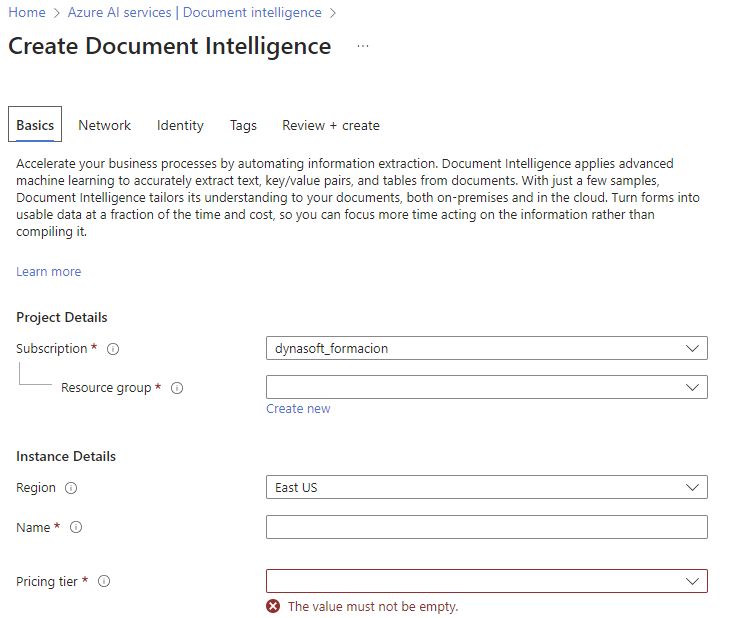 Home > Azure AI services | Document intelligence >
Create Document Intelligence ...
Basics Network Identity Tags Review + create
Accelerate your business processes by automating information extraction. Document Intelligence applies advanced
machine learning to accurately extract text, key/value pairs, and tables from documents. With just a few samples,
Document Intelligence tailors its understanding to your documents, both on-premises and in the cloud. Turn forms into
usable data at a fraction of the time and cost, so you can focus more time acting on the information rather than
compiling it.
Learn more
Project Details
Subscription * dynasoft_formacion
Resource group *
Create new
Instance Details
Region East US
Name *
Pricing tier *
The value must not be empty.